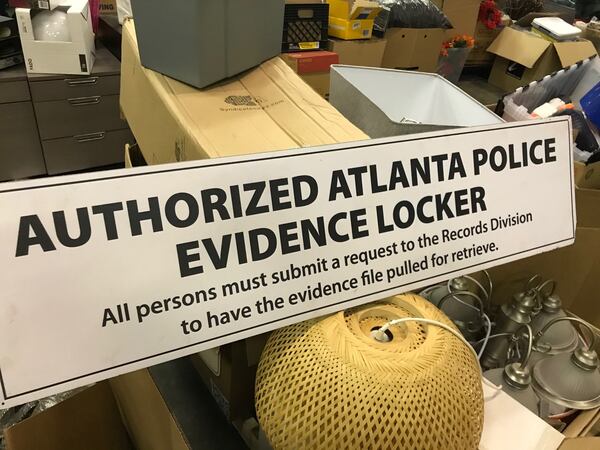 AUTHORIZED ATLANTA POLICE
EVIDENCE LOCKER
All persons must submit a request to the Records Division
to have the evidence file pulled for retrieve.